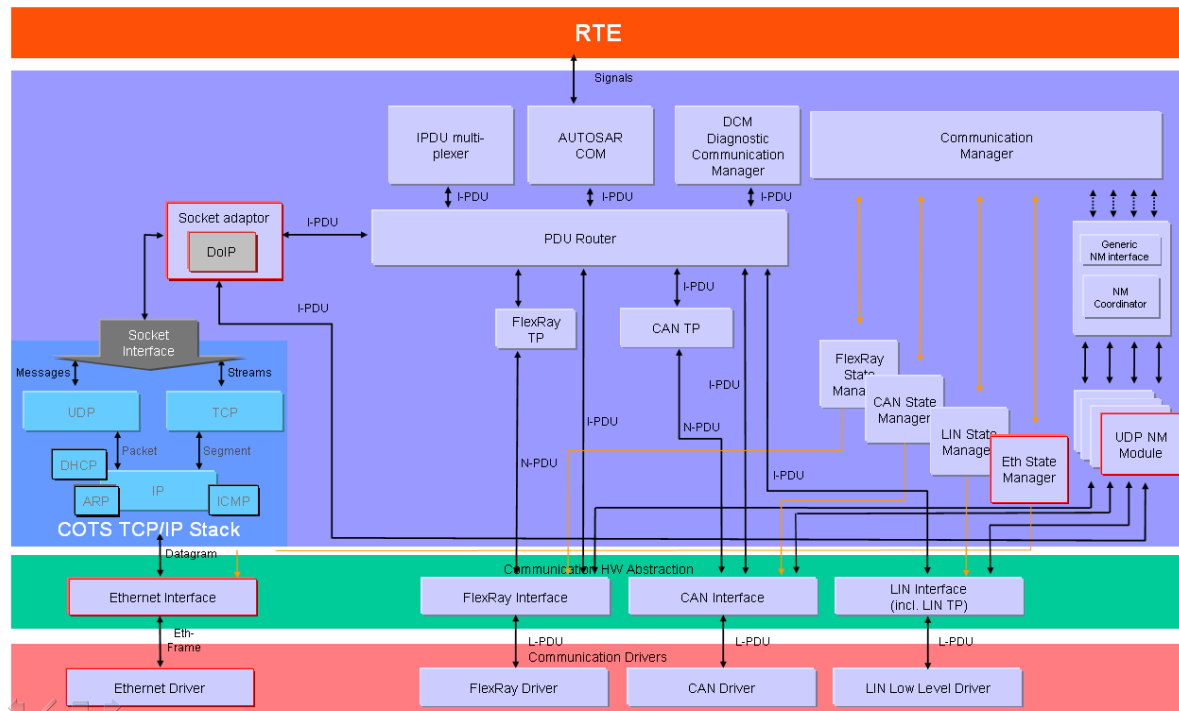 RTE
Signals
IPDU multi-
plexer
AUTOSAR
COM
DCM
Diagnostic
Communication
Manager
Communication
Manager
I-PDU
I-PDU
I-PDU
Socket adaptor
DoIP
I-PDU
PDU Router
Generic
NM interface
NM
Coordinator
I-PDU
I-PDU
FlexRay
TP
CAN TP
Socket
Interface
Messages
Streams
UDP
TCP
Packet
Segment
DHCP
IP
ARP
ICMP
COTS TCP/IP Stack
FlexRay
State
Manag
CAN State
Manager
LIN State
Manage
Eth State
Manager
UDP NM
Module
I-PDU
I-PDU
N-PDU
N-PDU
I-PDU
Datagram
Communication HW Abstraction
Ethernet Interface
FlexRay Interface
CAN Interface
LIN Interface
(incl. LIN TP)
Eth-
Frame
L-PDU
L-PDU
L-PDU
Communication Drivers
Ethernet Driver
FlexRay Driver
CAN Driver
LIN Low Level Driver